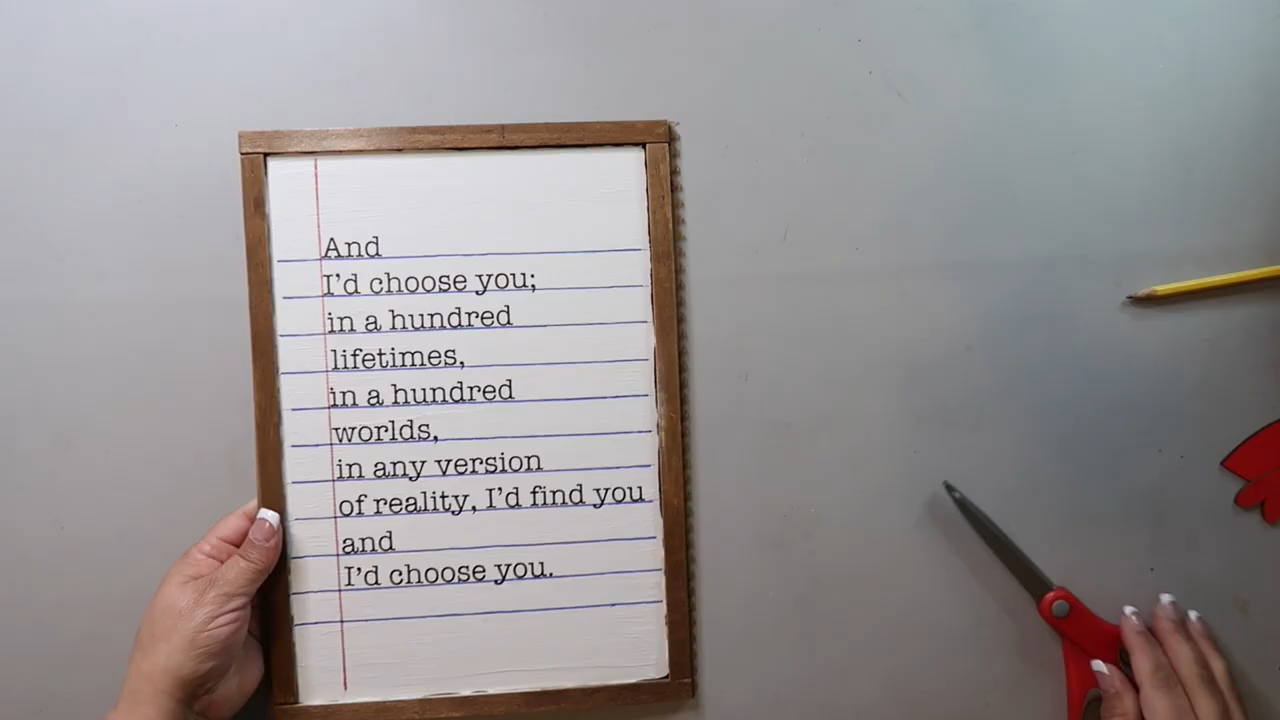 And
I'd choose you;
in a hundred
lifetimes,
in a hundred
worlds,
in any version
of reality, I'd find you
and
I'd choose you.